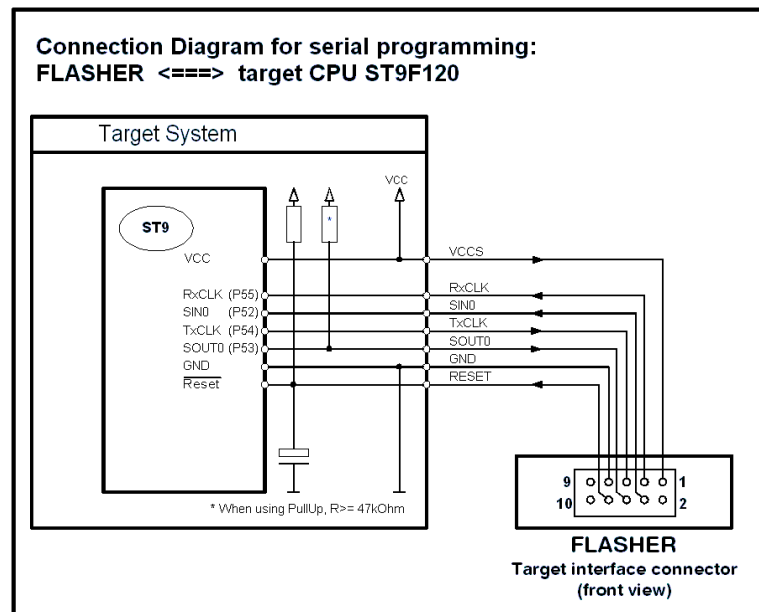 Connection Diagram for serial programming:
FLASHER <===> target CPU ST9F120
Target System
VCC
ST9
*
VCC
VCCS
RxCLK (P55)
RxCLK
SIN0 (P52)
SIN0
TxCLK (P54)
TxCLK
SOUT0 (P53)
SOUT0
GND
GND
Reset
RESET
9
1
10
2
* When using PullUp, R>= 47kOhm
FLASHER
Target interface connector
(front view)